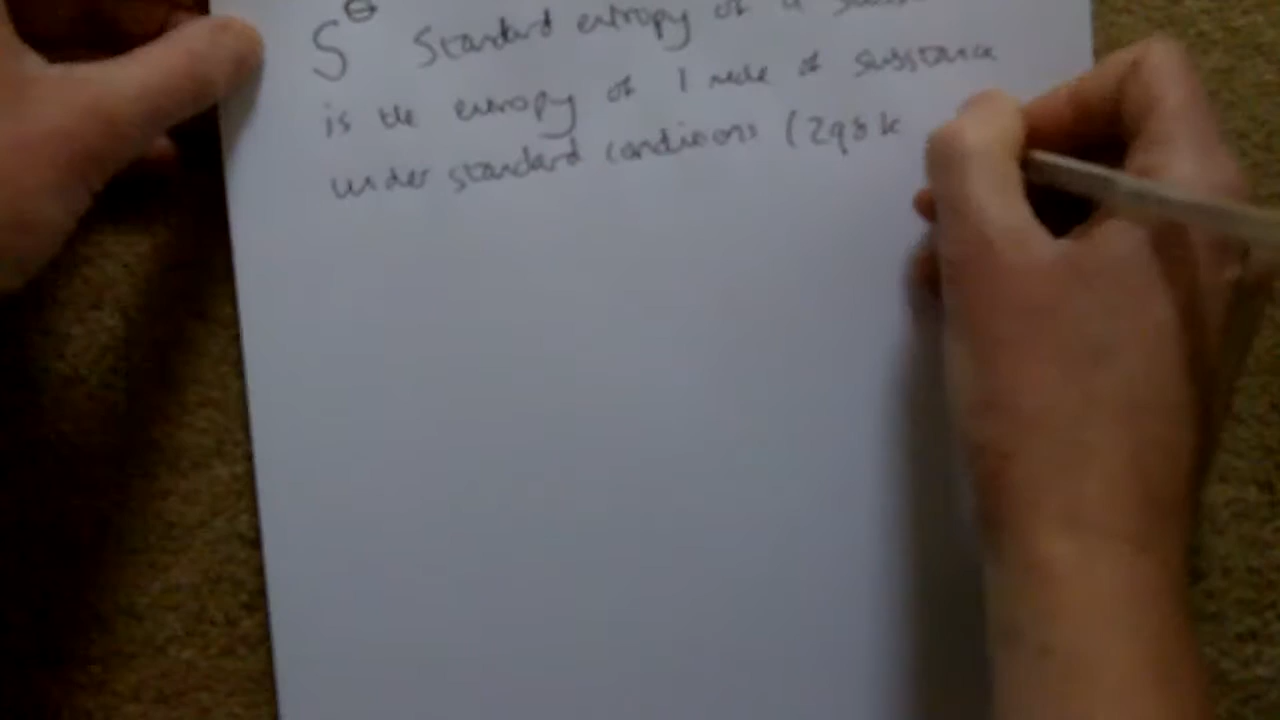 S⊖ Standard entropy of a
is the entropy of 1 mole of substance
under standard conditions (298k